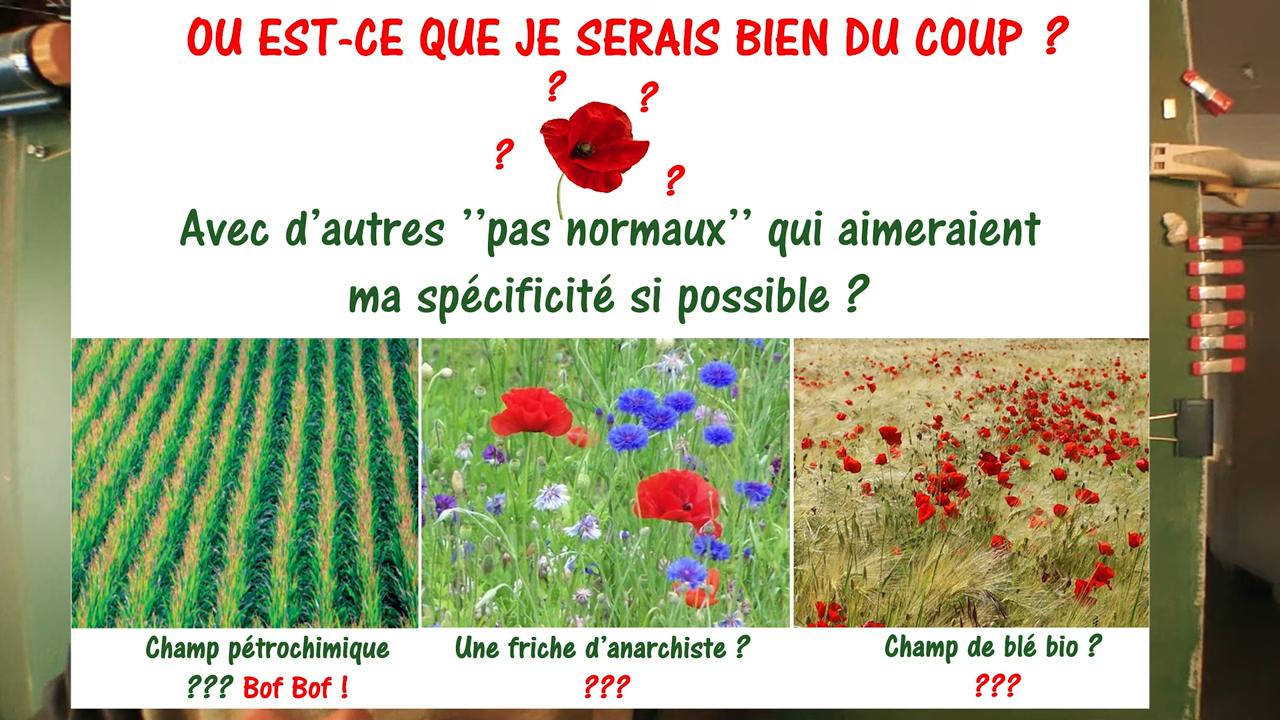 OU EST-CE QUE JE SERAIS BIEN DU COUP ?
? ?
? ?
Avec d'autres ''pas normaux'' qui aimeraient
ma spécificité si possible ?
Champ pétrochimique
??? Bof Bof !
Une friche d'anarchiste ?
???
Champ de blé bio ?
???